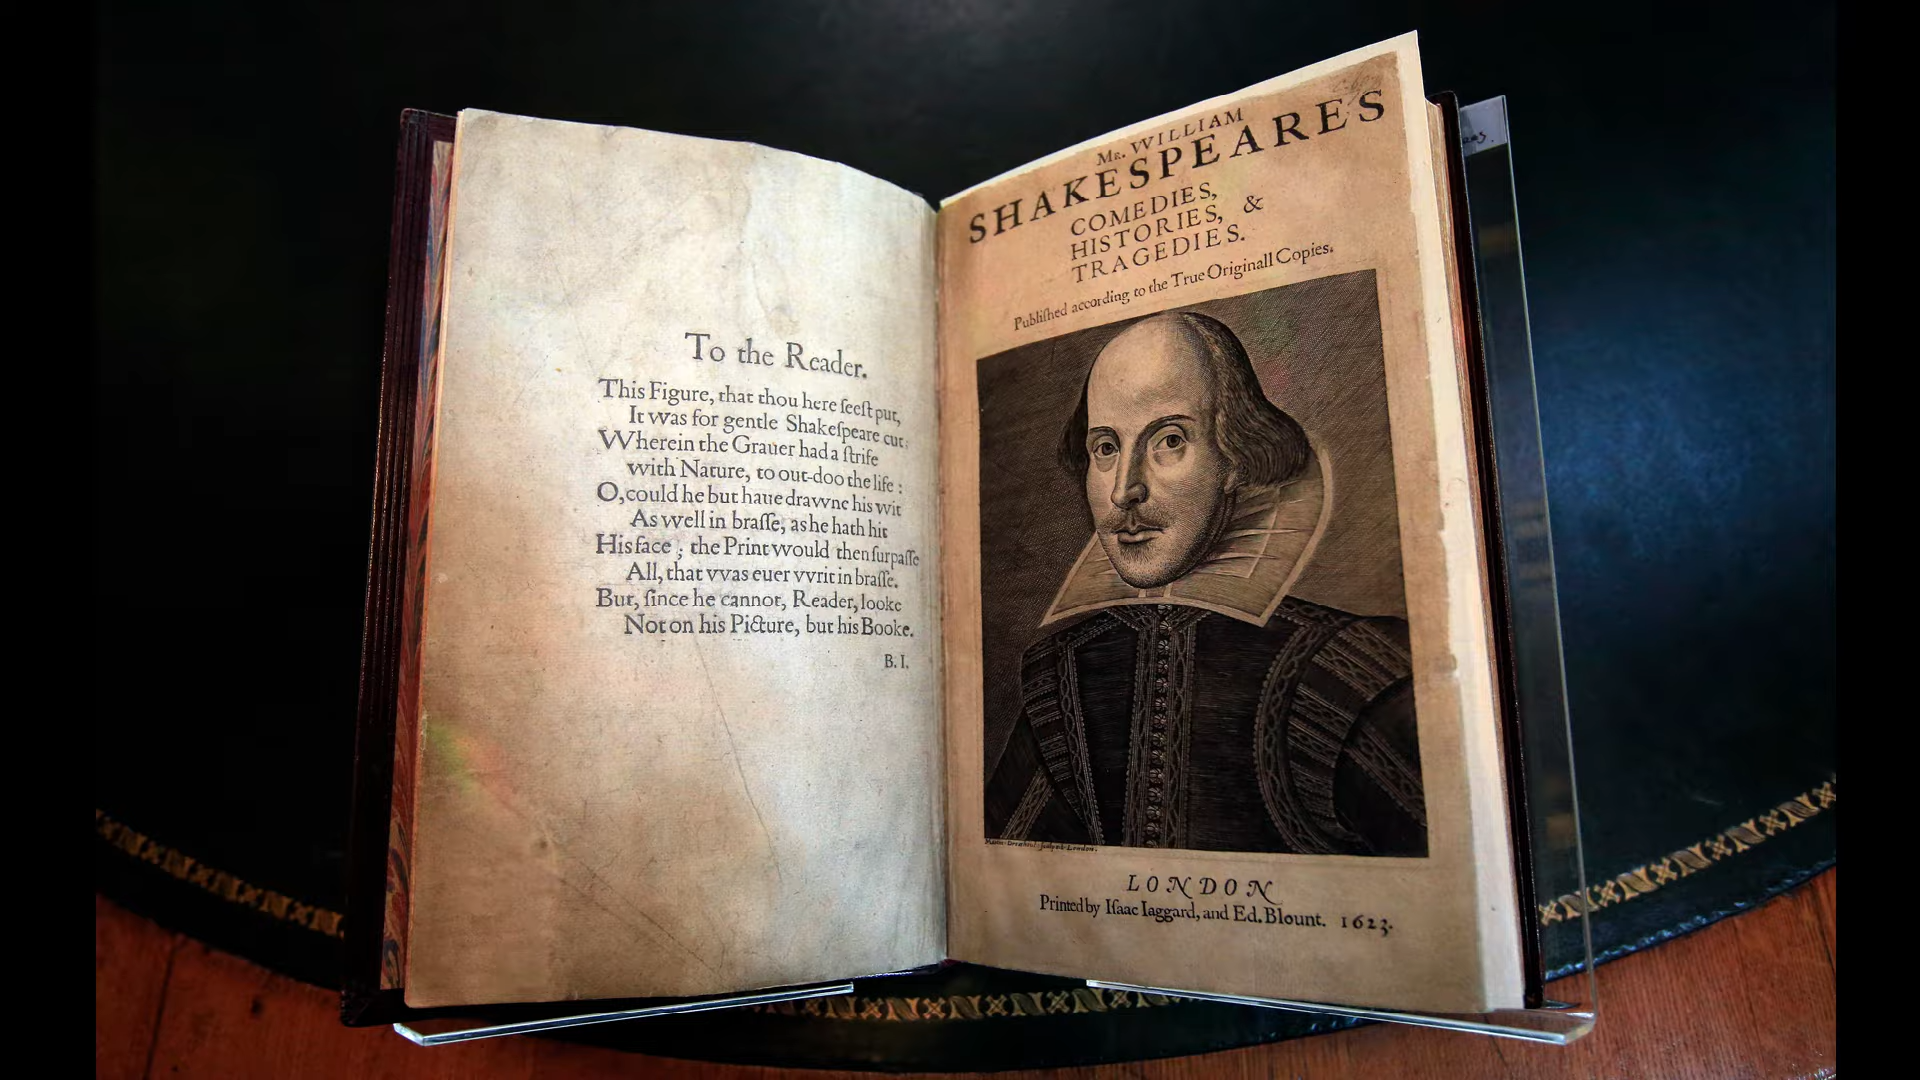 To the Reader.
This Figure, that thou here ſeeſt put,
It was for gentle Shakeſpeare cut:
Wherein the Grauer had a ſtrife
with Nature, to out-doo the life :
O, could he but haue drawne his wit
As well in braſſe, as he hath hit
His face ; the Print would then ſurpaſſe
All, that vvas euer vvrit in braſſe.
But, ſince he cannot, Reader, looke
Not on his Picture, but his Booke.
B. I.
Mr. WILLIAM
SHAKESPEARES
COMEDIES,
HISTORIES, &
TRAGEDIES.
Publiſhed according to the True Originall Copies.
LONDON
Printed by Iſaac Iaggard, and Ed. Blount. 1623.